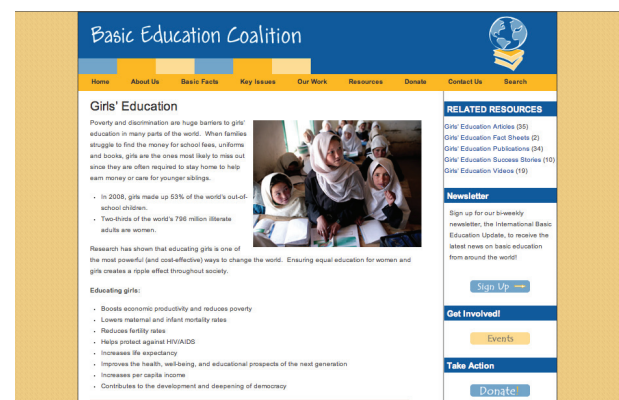 Basic Education Coalition
Home About Us Basic Facts Key Issues Our Work Resources Donate Contact Us Search
Girls' Education
Poverty and discrimination are huge barriers to girls'
education in many parts of the world. When families
struggle to find the money for school fees, uniforms
and books, girls are the ones most likely to miss out
since they are often required to stay home to help
earn money or care for younger siblings.
In 2008, girls made up 53% of the world's out-of-
school children.
Two-thirds of the world's 796 million illiterate
adults are women.
Research has shown that educating girls is one of
the most powerful (and cost-effective) ways to change the world. Ensuring equal education for women and
girls creates a ripple effect throughout society.
Educating girls:
Boosts economic productivity and reduces poverty
Lowers maternal and infant mortality rates
Reduces fertility rates
Helps protect against HIV/AIDS
Increases life expectancy
Improves the health, well-being, and educational prospects of the next generation
Increases per capita income
Contributes to the development and deepening of democracy
RELATED RESOURCES
Girls' Education Articles (35)
Girls' Education Fact Sheets (2)
Girls' Education Publications (34)
Girls' Education Success Stories (10)
Girls' Education Videos (19)
Newsletter
Sign up for our bi-weekly
newsletter, the International Basic
Education Update, to receive the
latest news on basic education
from around the world!
Sign Up
Get Involved!
Events
Take Action
Donate!